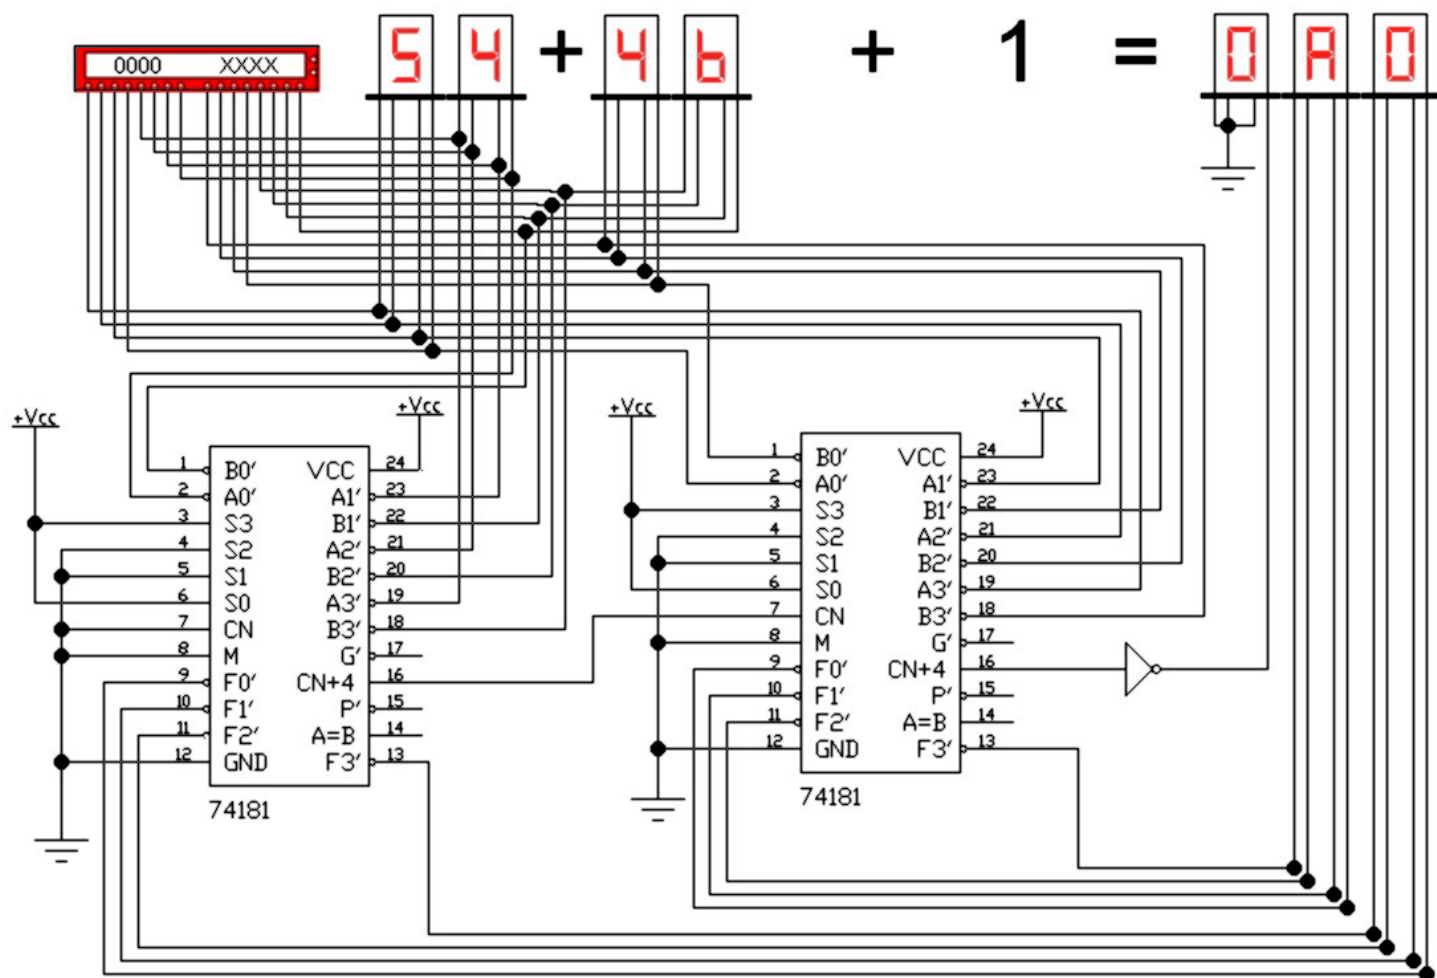 0000 XXXX 54 + 4b + 1 = 0A0
+Vcc +Vcc +Vcc +Vcc
1 B0' VCC 24
2 A0' A1' 23
3 S3 B1' 22
4 S2 A2' 21
5 S1 B2' 20
6 S0 A3' 19
7 CN B3' 18
8 M G' 17
9 F0' CN+4 16
10 F1' P' 15
11 F2' A=B 14
12 GND F3' 13
74181
1 B0' VCC 24
2 A0' A1' 23
3 S3 B1' 22
4 S2 A2' 21
5 S1 B2' 20
6 S0 A3' 19
7 CN B3' 18
8 M G' 17
9 F0' CN+4 16
10 F1' P' 15
11 F2' A=B 14
12 GND F3' 13
74181